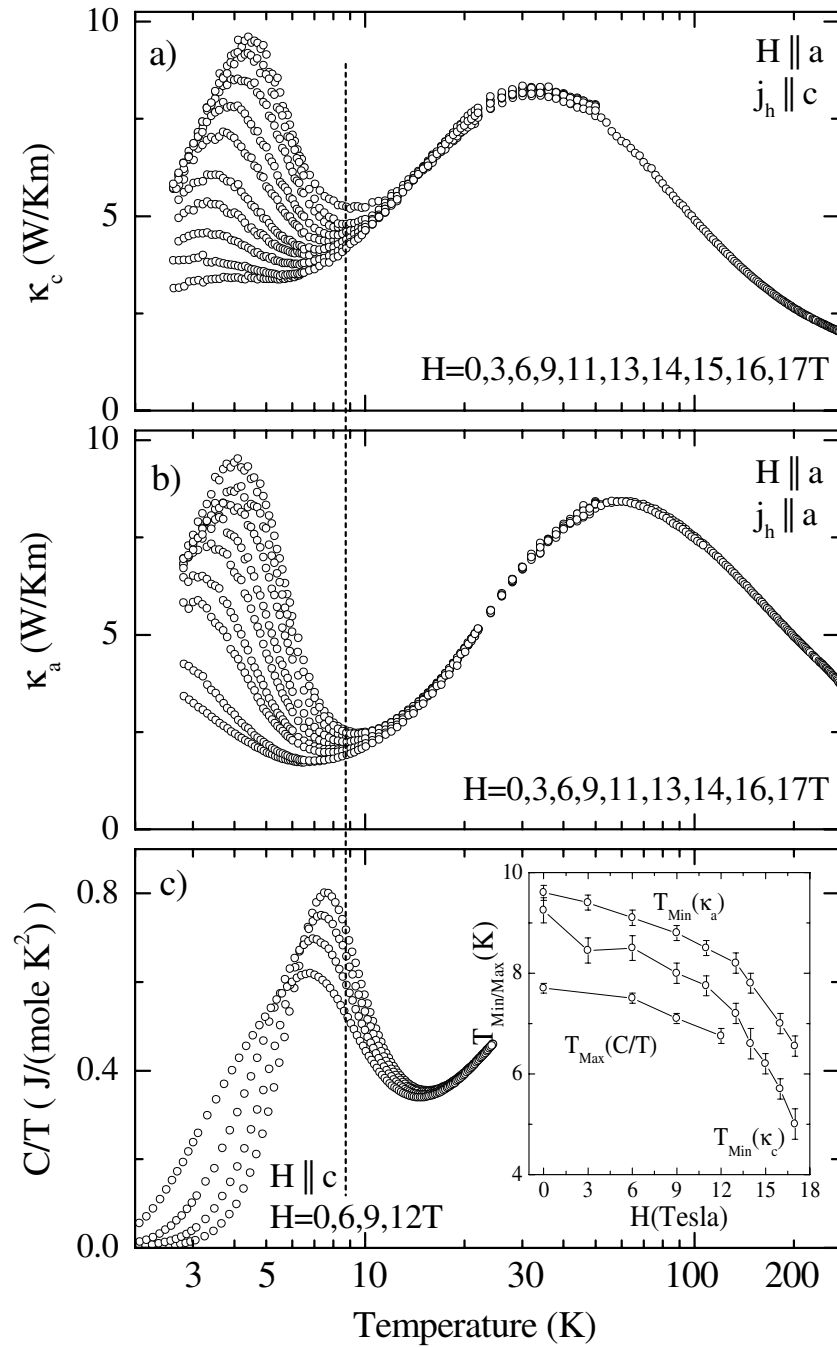 10
a)
H || a
j_h || c
5
κ_c (W/Km)
H=0,3,6,9,11,13,14,15,16,17T
0
10
b)
H || a
j_h || a
5
κ_a (W/Km)
H=0,3,6,9,11,13,14,16,17T
0
10
c)
0.8
0.4
0.0
C/T ( J/(mole K^2) )
H || c
H=0,6,9,12T
10
8
6
4
T_Min/Max (K)
T_Min(κ_a)
T_Max(C/T)
T_Min(κ_c)
0 3 6 9 12 15 18
H(Tesla)
3 5 10 30 100 200
Temperature (K)